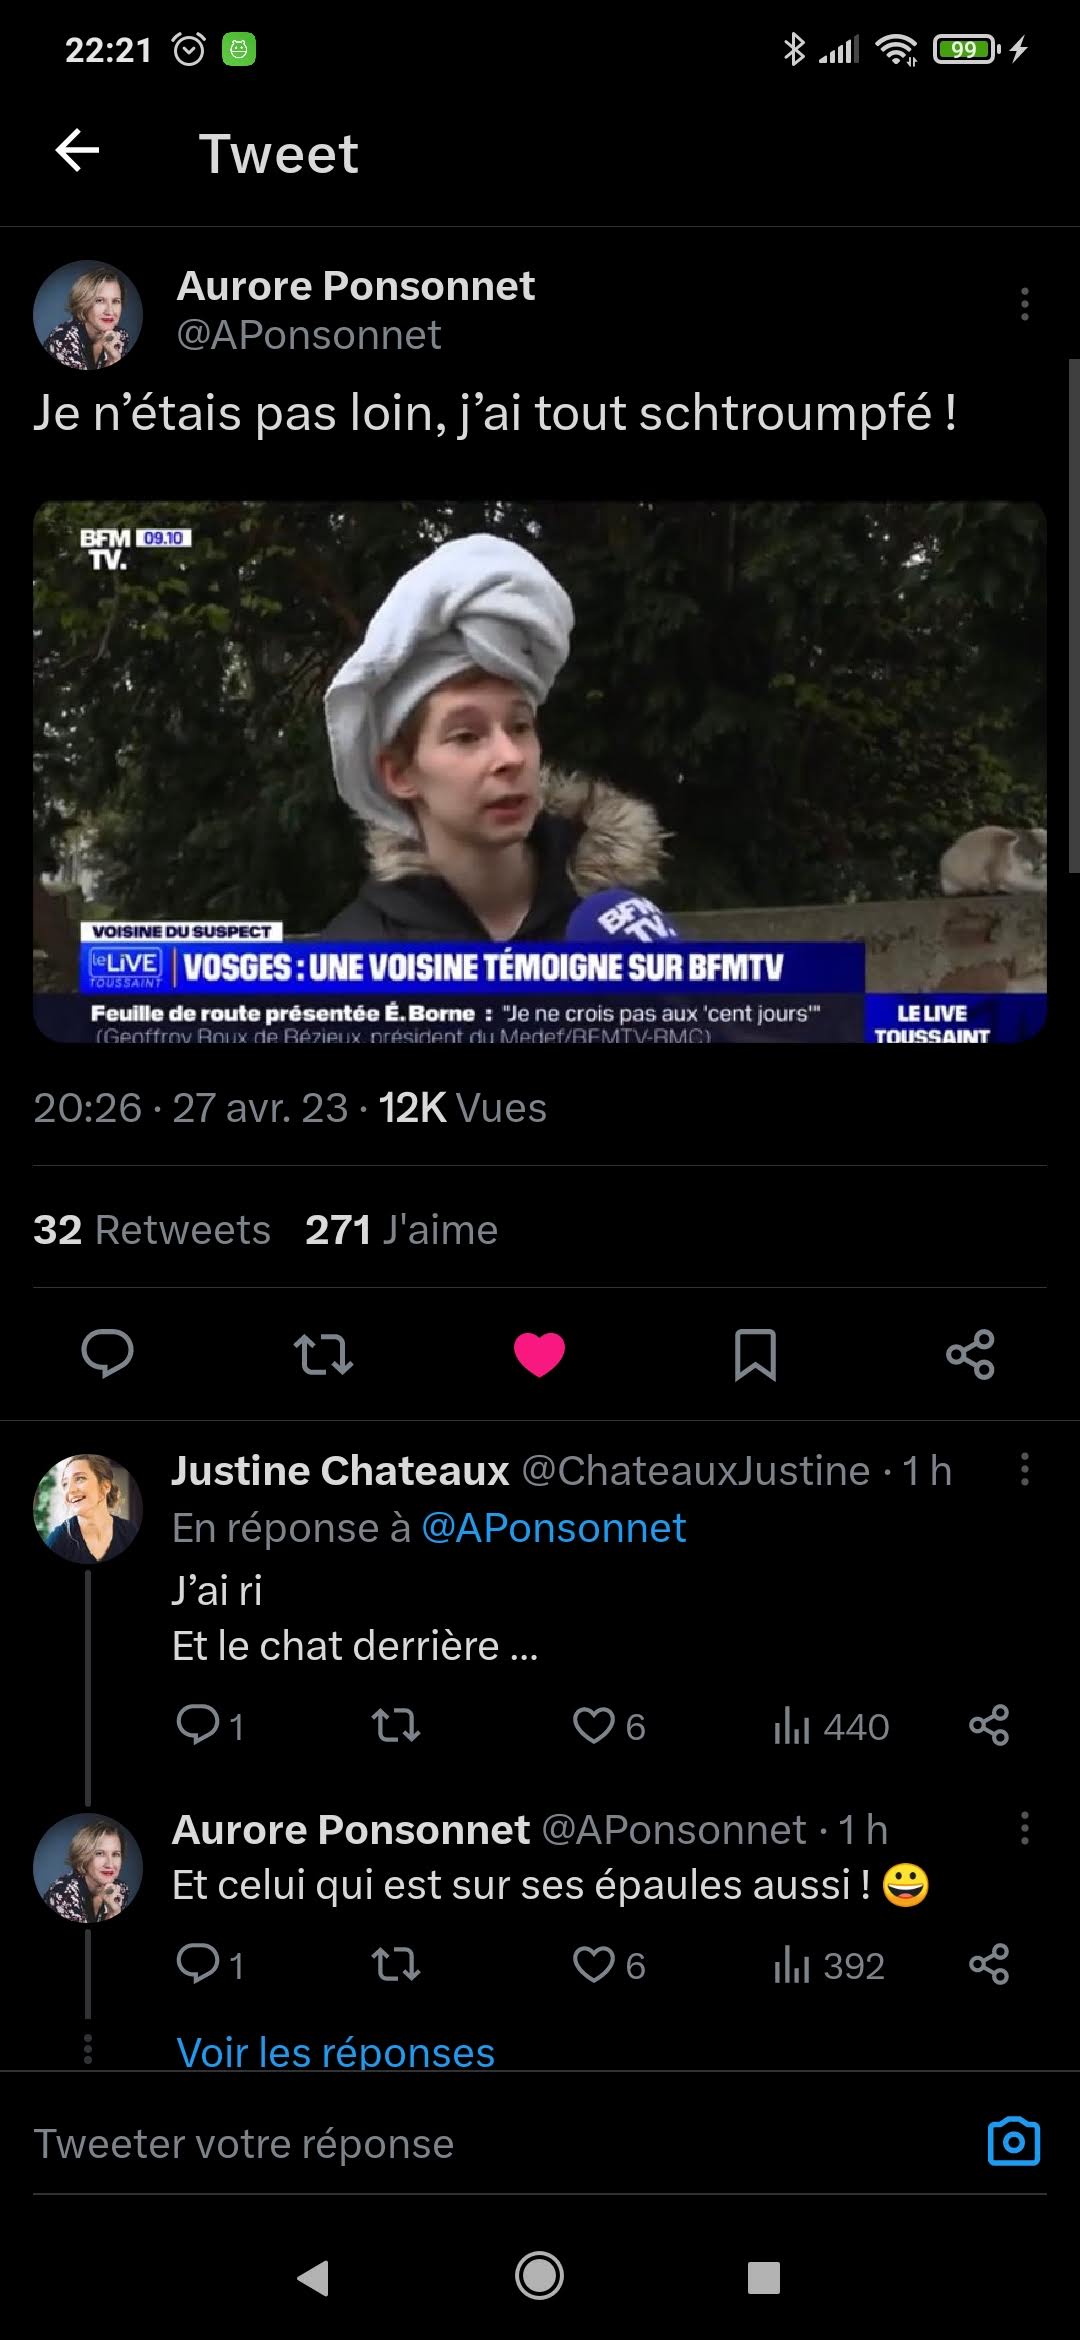 22:21
99
Tweet
Aurore Ponsonnet
@APonsonnet
Je n’étais pas loin, j’ai tout schtroumpfé !
BFM 09.10
TV.
BFM
TV.
VOISINE DU SUSPECT
le LIVE
TOUSSAINT
VOSGES : UNE VOISINE TÉMOIGNE SUR BFMTV
Feuille de route présentée É. Borne : "Je ne crois pas aux 'cent jours'"
(Geoffroy Roux de Bézieux, président du Medef/BFMTV-RMC)
LE LIVE
TOUSSAINT
20:26 · 27 avr. 23 · 12K Vues
32 Retweets 271 J'aime
Justine Chateaux @ChateauxJustine · 1 h
En réponse à @APonsonnet
J’ai ri
Et le chat derrière ...
1 6 440
Aurore Ponsonnet @APonsonnet · 1 h
Et celui qui est sur ses épaules aussi ! 😀
1 6 392
Voir les réponses
Tweeter votre réponse